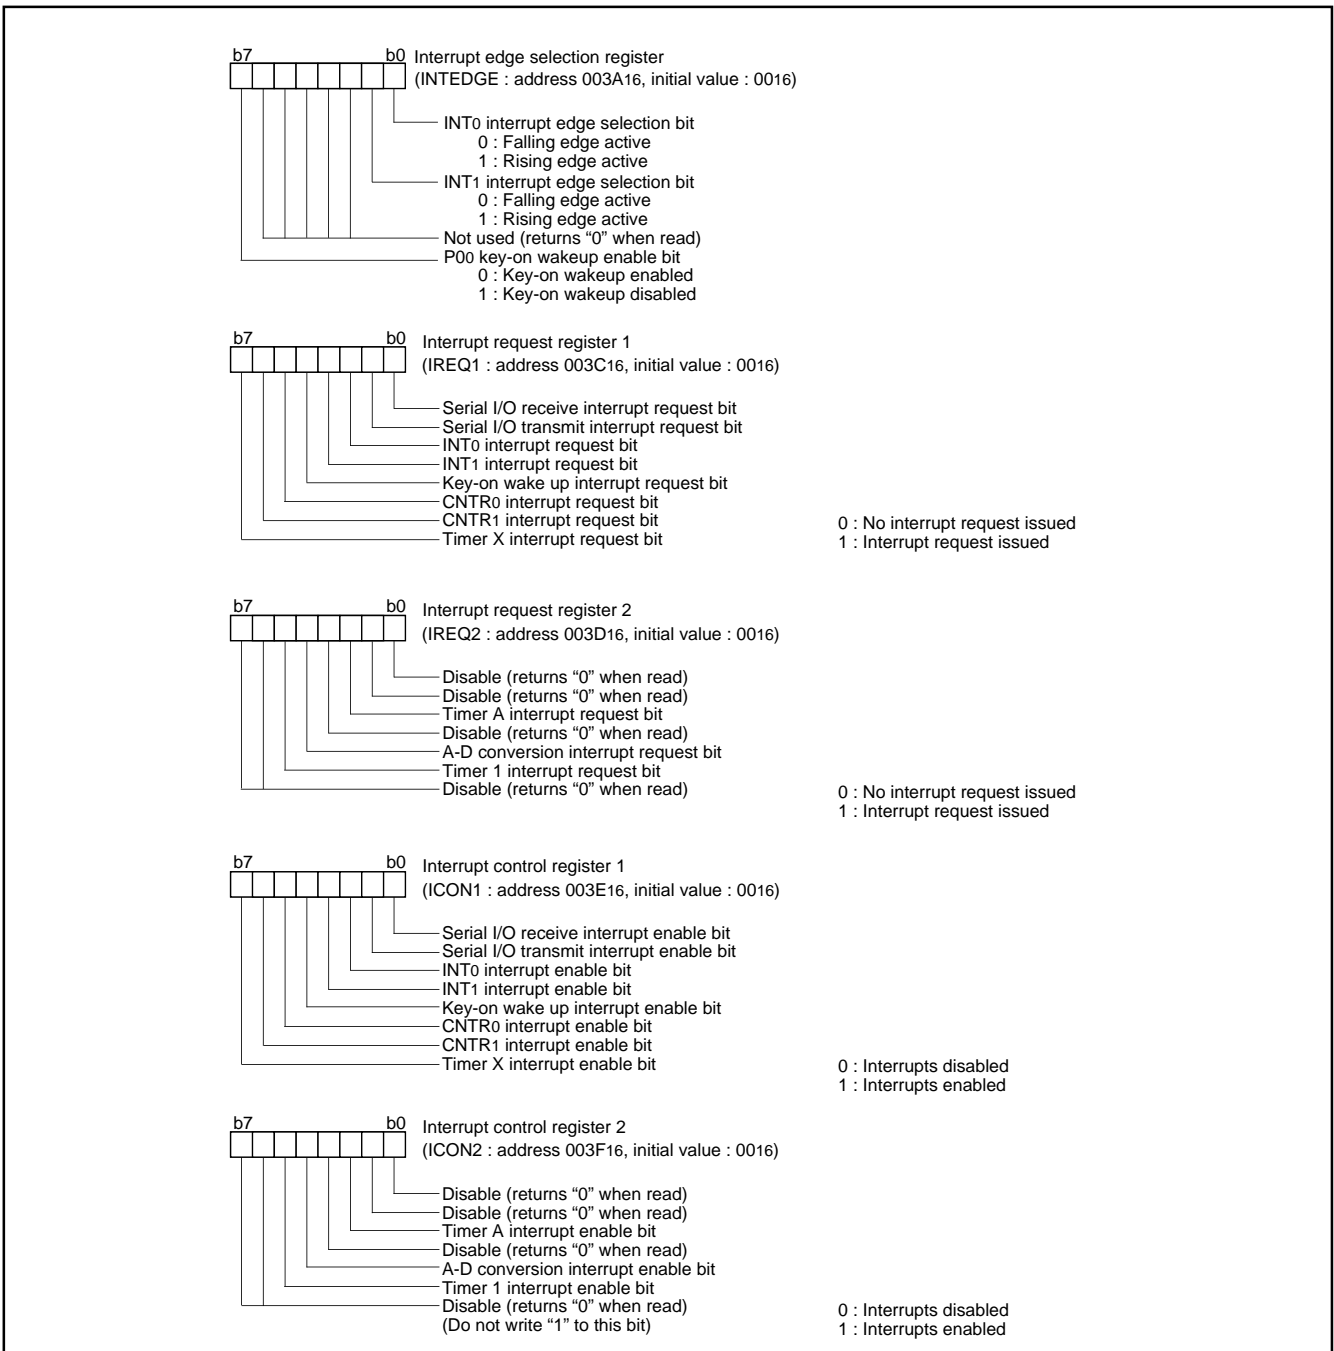 b7 b0 Interrupt edge selection register
(INTEDGE : address 003A16, initial value : 0016)
INT0 interrupt edge selection bit
0 : Falling edge active
1 : Rising edge active
INT1 interrupt edge selection bit
0 : Falling edge active
1 : Rising edge active
Not used (returns “0” when read)
P00 key-on wakeup enable bit
0 : Key-on wakeup enabled
1 : Key-on wakeup disabled
b7 b0 Interrupt request register 1
(IREQ1 : address 003C16, initial value : 0016)
Serial I/O receive interrupt request bit
Serial I/O transmit interrupt request bit
INT0 interrupt request bit
INT1 interrupt request bit
Key-on wake up interrupt request bit
CNTR0 interrupt request bit
CNTR1 interrupt request bit 0 : No interrupt request issued
Timer X interrupt request bit 1 : Interrupt request issued
b7 b0 Interrupt request register 2
(IREQ2 : address 003D16, initial value : 0016)
Disable (returns “0” when read)
Disable (returns “0” when read)
Timer A interrupt request bit
Disable (returns “0” when read)
A-D conversion interrupt request bit
Timer 1 interrupt request bit
Disable (returns “0” when read) 0 : No interrupt request issued
1 : Interrupt request issued
b7 b0 Interrupt control register 1
(ICON1 : address 003E16, initial value : 0016)
Serial I/O receive interrupt enable bit
Serial I/O transmit interrupt enable bit
INT0 interrupt enable bit
INT1 interrupt enable bit
Key-on wake up interrupt enable bit
CNTR0 interrupt enable bit
CNTR1 interrupt enable bit
Timer X interrupt enable bit 0 : Interrupts disabled
1 : Interrupts enabled
b7 b0 Interrupt control register 2
(ICON2 : address 003F16, initial value : 0016)
Disable (returns “0” when read)
Disable (returns “0” when read)
Timer A interrupt enable bit
Disable (returns “0” when read)
A-D conversion interrupt enable bit
Timer 1 interrupt enable bit
Disable (returns “0” when read) 0 : Interrupts disabled
(Do not write “1” to this bit) 1 : Interrupts enabled